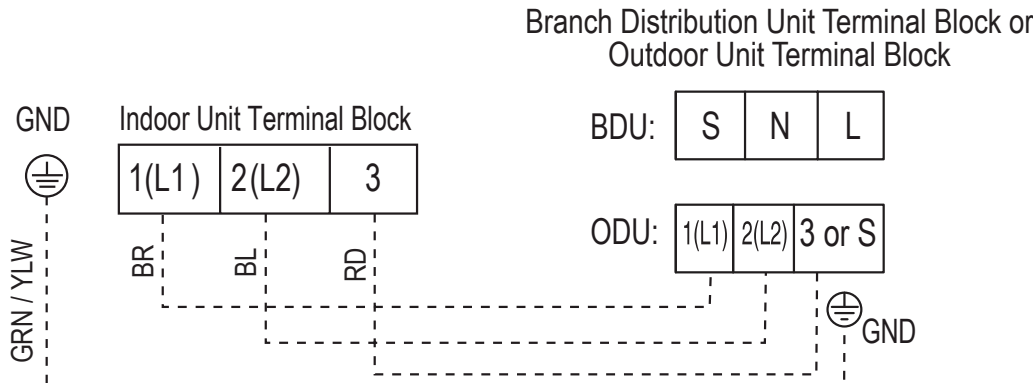 Branch Distribution Unit Terminal Block or
Outdoor Unit Terminal Block
GND
Indoor Unit Terminal Block
BDU: S N L
1(L1) 2(L2) 3
ODU: 1(L1) 2(L2) 3 or S
GRN / YLW
BR
BL
RD
GND